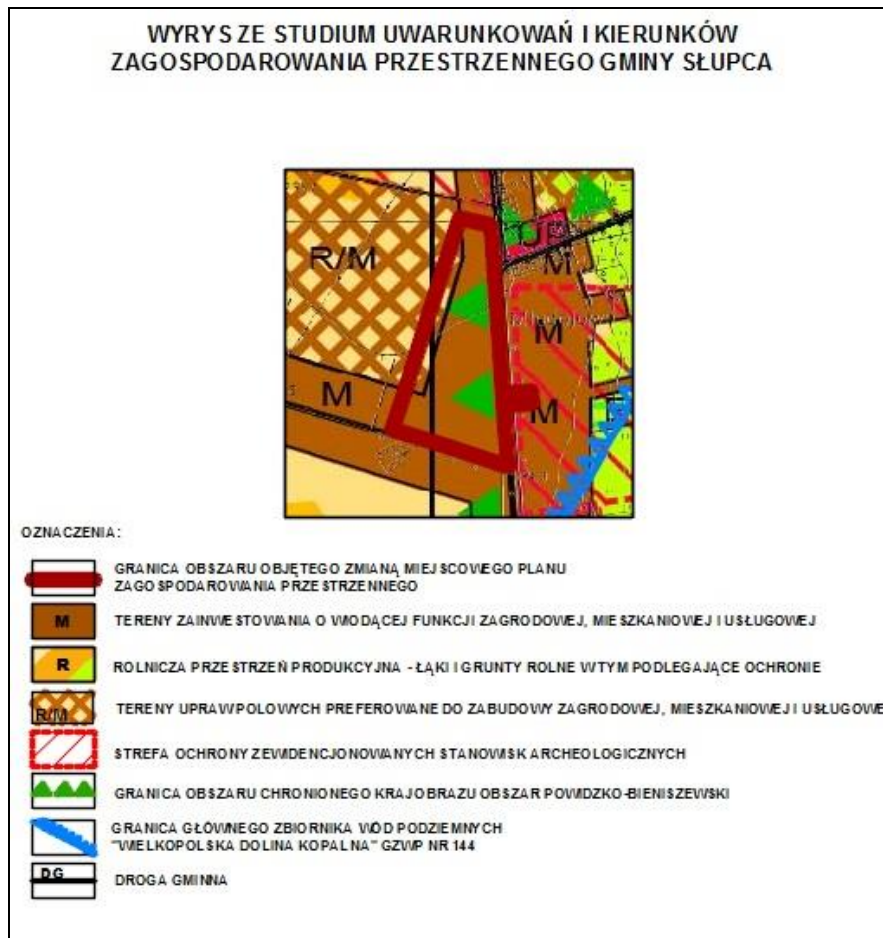 WYRYS ZE STUDIUM UWARUNKOWAŃ I KIERUNKÓW
ZAGOSPODAROWANIA PRZESTRZENNEGO GMINY SŁUPCA
R/M
M
M
M
M
OZNACZENIA:
GRANICA OBSZARU OBJĘTEGO ZMIANĄ MIEJSCOWEGO PLANU
ZAGOSPODAROWANIA PRZESTRZENNEGO
M TERENY ZAINWESTOWANIA O WIODĄCEJ FUNKCJI ZAGRODOWEJ, MIESZKANIOWEJ I USŁUGOWEJ
R ROLNICZA PRZESTRZEŃ PRODUKCYJNA - ŁĄKI I GRUNTY ROLNE W TYM PODLEGAJĄCE OCHRONIE
R/M TERENY UPRAW POLOWYCH PREFEROWANE DO ZABUDOWY ZAGRODOWEJ, MIESZKANIOWEJ I USŁUGOWE
STREFA OCHRONY ZEWIDENCJONOWANYCH STANOWISK ARCHEOLOGICZNYCH
GRANICA OBSZARU CHRONIONEGO KRAJOBRAZU OBSZAR POWIDZKO-BIENISZEWSKI
GRANICA GŁÓWNEGO ZBIORNIKA WÓD PODZIEMNYCH
"WIELKOPOLSKA DOLINA KOPALNA" GZWP NR 144
DG DROGA GMINNA